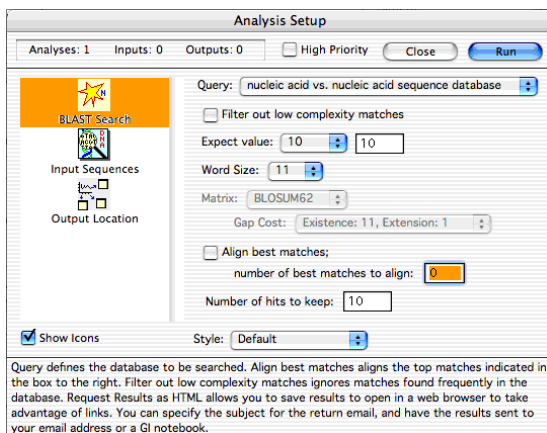 Analysis Setup
Analyses: 1 Inputs: 0 Outputs: 0 High Priority Close Run
N
BLAST Search
DNA
Input Sequences
Output Location
Query: nucleic acid vs. nucleic acid sequence database
Filter out low complexity matches
Expect value: 10 10
Word Size: 11
Matrix: BLOSUM62
Gap Cost: Existence: 11, Extension: 1
Align best matches;
number of best matches to align: 0
Number of hits to keep: 10
Show Icons Style: Default
Query defines the database to be searched. Align best matches aligns the top matches indicated in
the box to the right. Filter out low complexity matches ignores matches found frequently in the
database. Request Results as HTML allows you to save results to open in a web browser to take
advantage of links. You can specify the subject for the return email, and have the results sent to
your email address or a GI notebook.